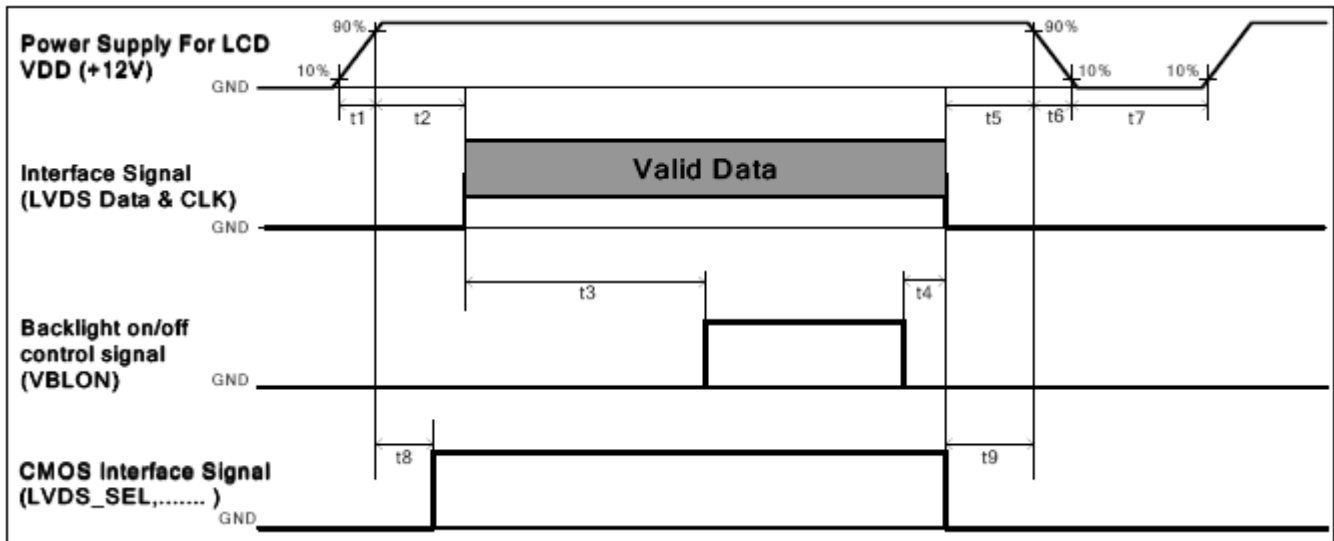 90%
90%
Power Supply For LCD
VDD (+12V)
10%
10%
10%
GND
t1
t2
t5
t6
t7
Valid Data
Interface Signal
(LVDS Data & CLK)
GND
t3
t4
Backlight on/off
control signal
(VBLON)
GND
t8
t9
CMOS Interface Signal
(LVDS_SEL,....... )
GND